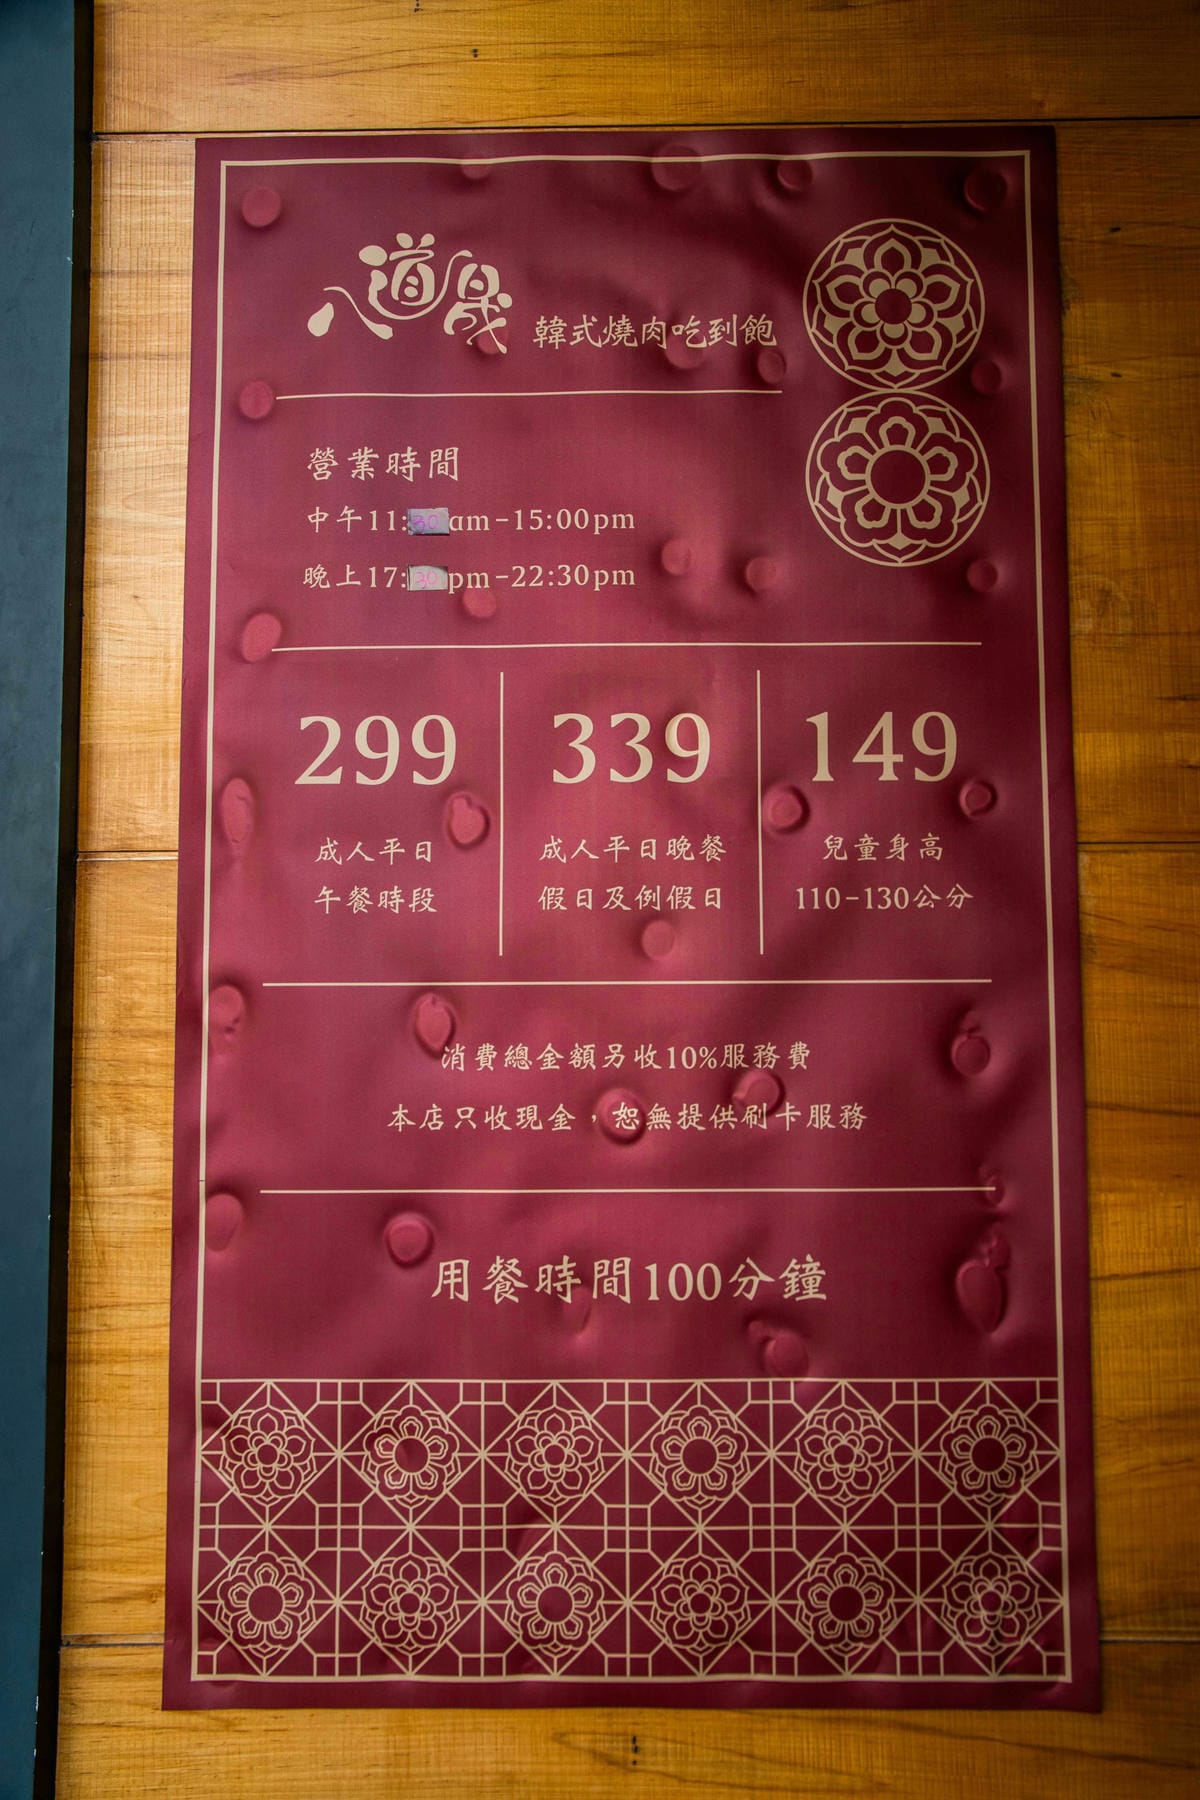 八道晟 韓式燒肉吃到飽
營業時間
中午11:30am-15:00pm
晚上17:30pm-22:30pm
299
成人平日
午餐時段
339
成人平日晚餐
假日及例假日
149
兒童身高
110-130公分
消費總金額另收10%服務費
本店只收現金，恕無提供刷卡服務
用餐時間100分鐘